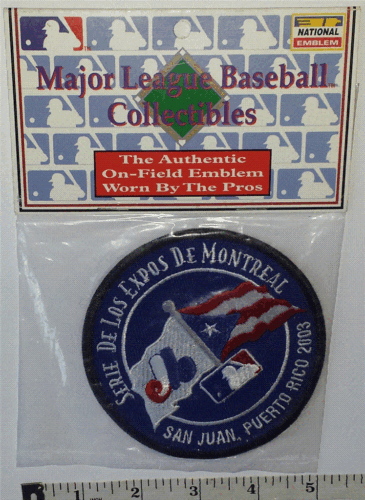 NATIONAL
EMBLEM
Major League Baseball
Collectibles
The Authentic
On-Field Emblem
Worn By The Pros
SERIE DE LOS EXPOS DE MONTREAL
SAN JUAN, PUERTO RICO 2003
1 2 3 4 5